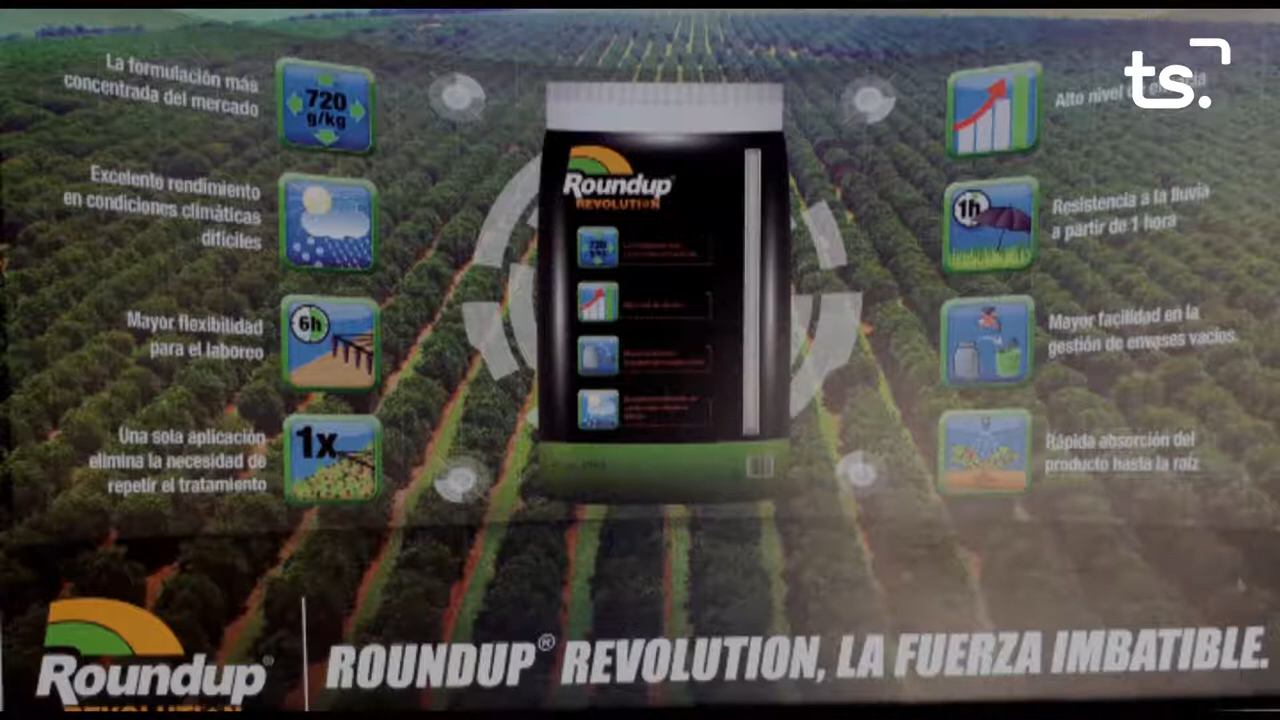 ts.
La formulación más
concentrada del mercado
720
g/kg
Excelente rendimiento
en condiciones climáticas
difíciles
6h
Mayor flexibilidad
para el laboreo
1x
Una sola aplicación
elimina la necesidad de
repetir el tratamiento
Roundup
REVOLUTION
Alto nivel
1h
Resistencia a la lluvia
a partir de 1 hora
Mayor facilidad en la
gestión de envases vacíos.
Rápida absorción del
producto hasta la raíz
Roundup®
REVOLUTION
ROUNDUP® REVOLUTION, LA FUERZA IMBATIBLE.